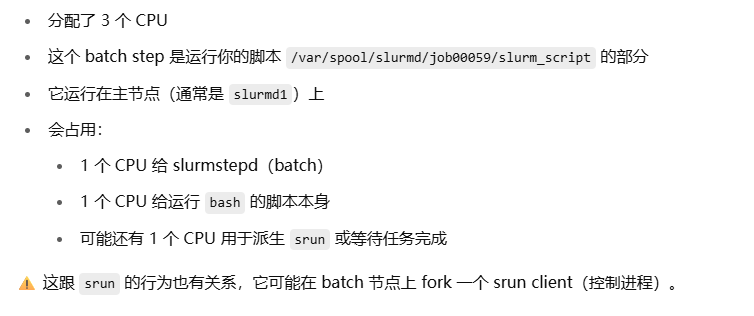 分配了 3 个 CPU
这个 batch step 是运行你的脚本 /var/spool/slurmd/job00059/slurm_script 的部分
它运行在主节点（通常是 slurmd1）上
会占用：
1 个 CPU 给 slurmstepd（batch）
1 个 CPU 给运行 bash 的脚本本身
可能还有 1 个 CPU 用于派生 srun 或等待任务完成
⚠️ 这跟 srun 的行为也有关系，它可能在 batch 节点上 fork 一个 srun client（控制进程）。